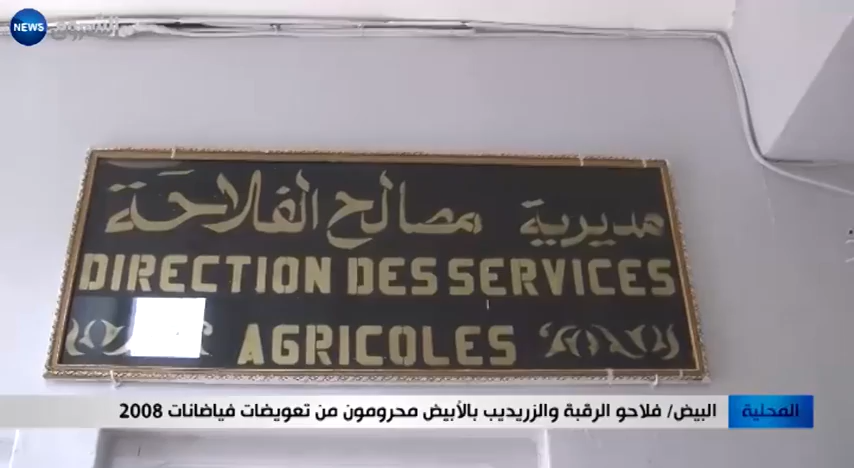 NEWS
الشروق
مديرية مصالح الفلاحة
DIRECTION DES SERVICES
AGRICOLES
المحلية
البيض/ فلاحو الرقبة والزريديب بالأبيض محرومون من تعويضات فياضانات 2008